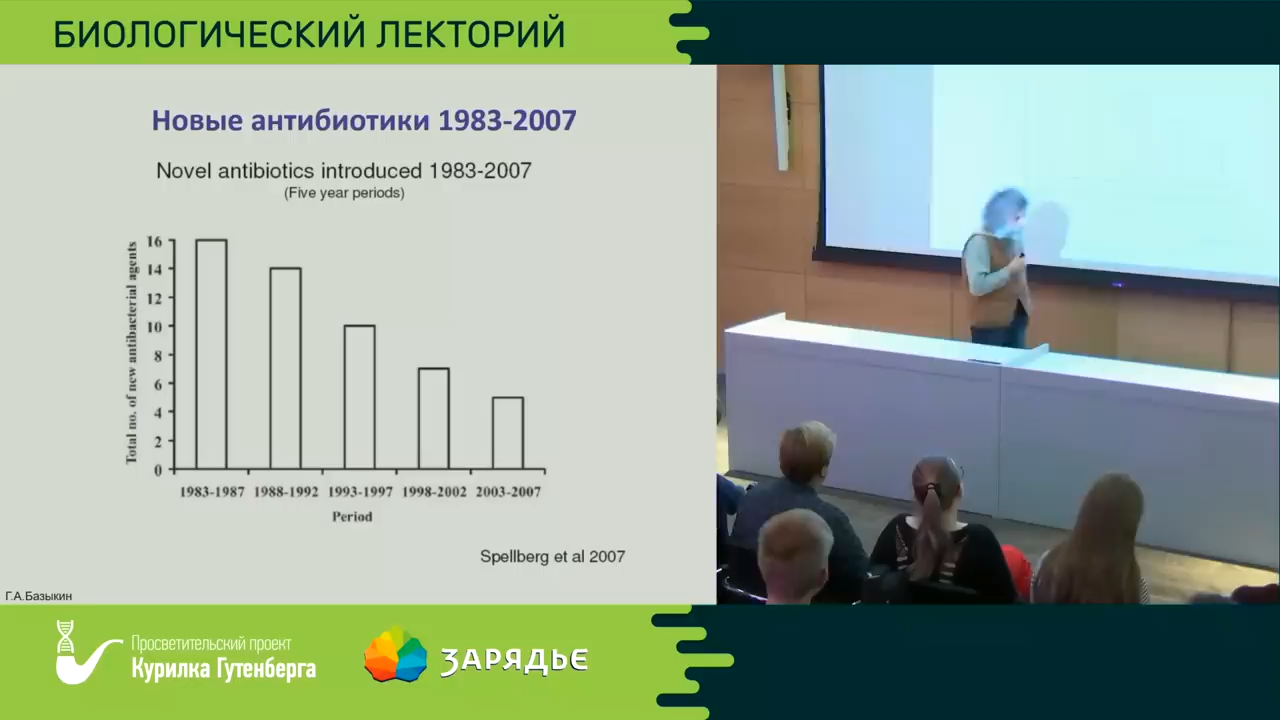 БИОЛОГИЧЕСКИЙ ЛЕКТОРИЙ
Новые антибиотики 1983-2007
Novel antibiotics introduced 1983-2007
(Five year periods)
Total no. of new antibacterial agents
16
14
12
10
8
6
4
2
0
1983-1987 1988-1992 1993-1997 1998-2002 2003-2007
Period
Spellberg et al 2007
Г.А.Базыкин
Просветительский проект
Курилка Гутенберга
ЗАРЯДЬЕ